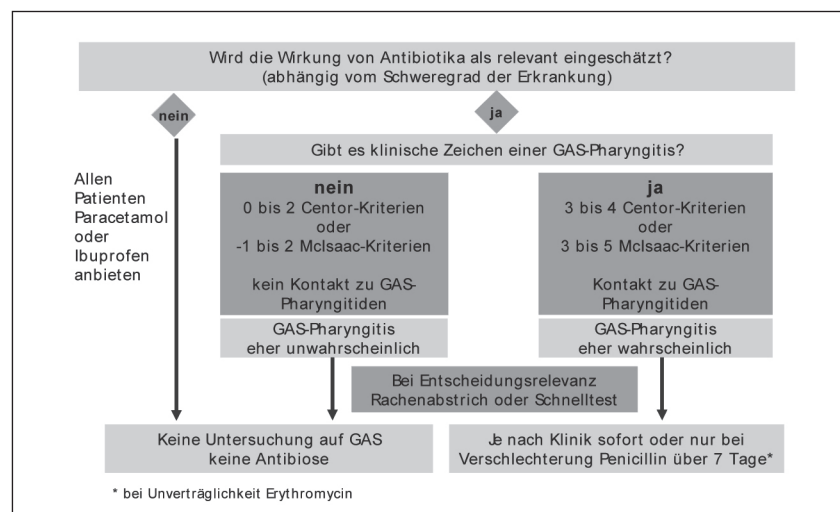 Wird die Wirkung von Antibiotika als relevant eingeschätzt?
(abhängig vom Schweregrad der Erkrankung)
nein
ja
Gibt es klinische Zeichen einer GAS-Pharyngitis?
Allen
Patienten
Paracetamol
oder
Ibuprofen
anbieten
nein
0 bis 2 Centor-Kriterien
oder
-1 bis 2 McIsaac-Kriterien
kein Kontakt zu GAS-
Pharyngitiden
ja
3 bis 4 Centor-Kriterien
oder
3 bis 5 McIsaac-Kriterien
Kontakt zu GAS-
Pharyngitiden
GAS-Pharyngitis
eher unwahrscheinlich
GAS-Pharyngitis
eher wahrscheinlich
Bei Entscheidungsrelevanz
Rachenabstrich oder Schnelltest
Keine Untersuchung auf GAS
keine Antibiose
Je nach Klinik sofort oder nur bei
Verschlechterung Penicillin über 7 Tage*
* bei Unverträglichkeit Erythromycin